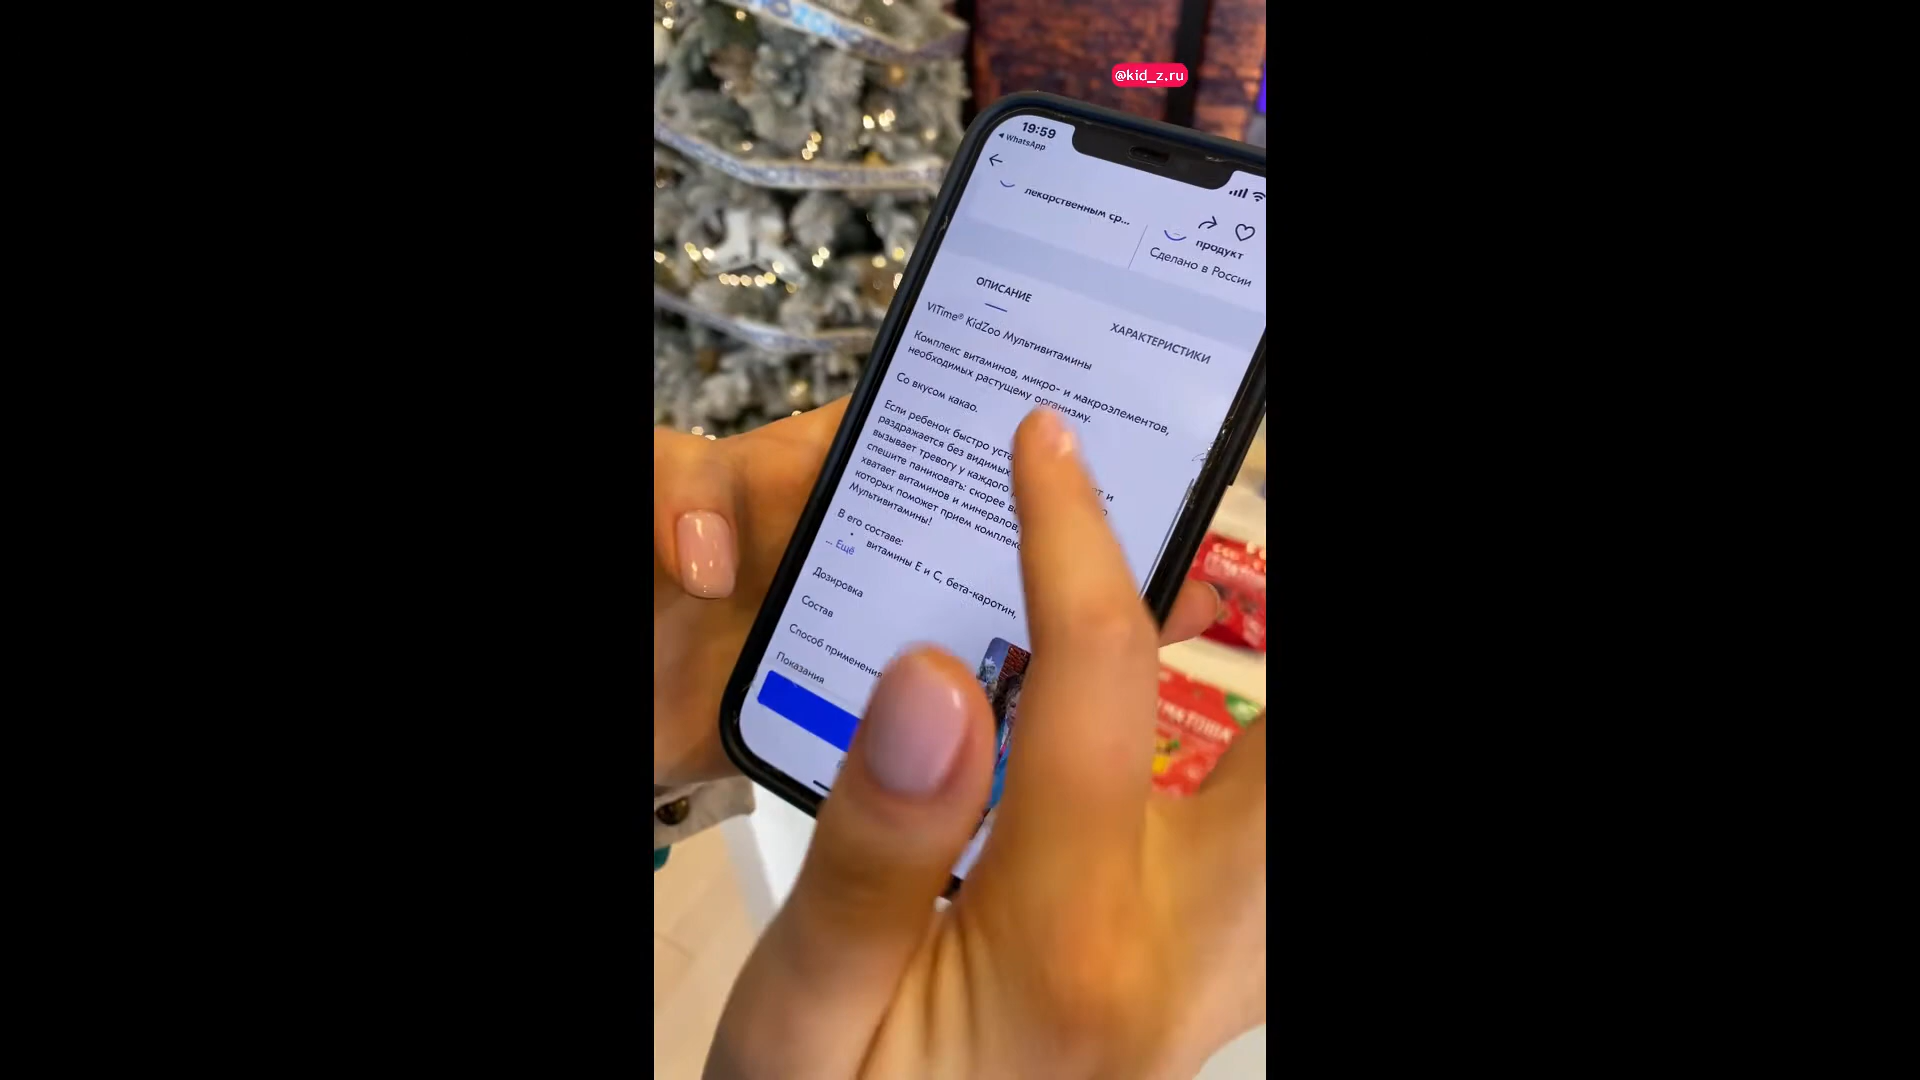 @kid_z.ru
19:59
WhatsApp
лекарственным ср...
продукт
Сделано в России
ОПИСАНИЕ
ХАРАКТЕРИСТИКИ
VITime® KidZoo Мультивитамины
Комплекс витаминов, микро- и макроэлементов,
необходимых растущему организму.
Со вкусом какао.
Если ребенок быстро
раздражается без видимых
вызывает тревогу у каждого
спешите паниковать: скорее
хватает витаминов и минералов,
которых поможет прием
Мультивитамины!
В его составе:
• витамины Е и С, бета-каротин,
... Ещё
Дозировка
Состав
Способ применения
Показания